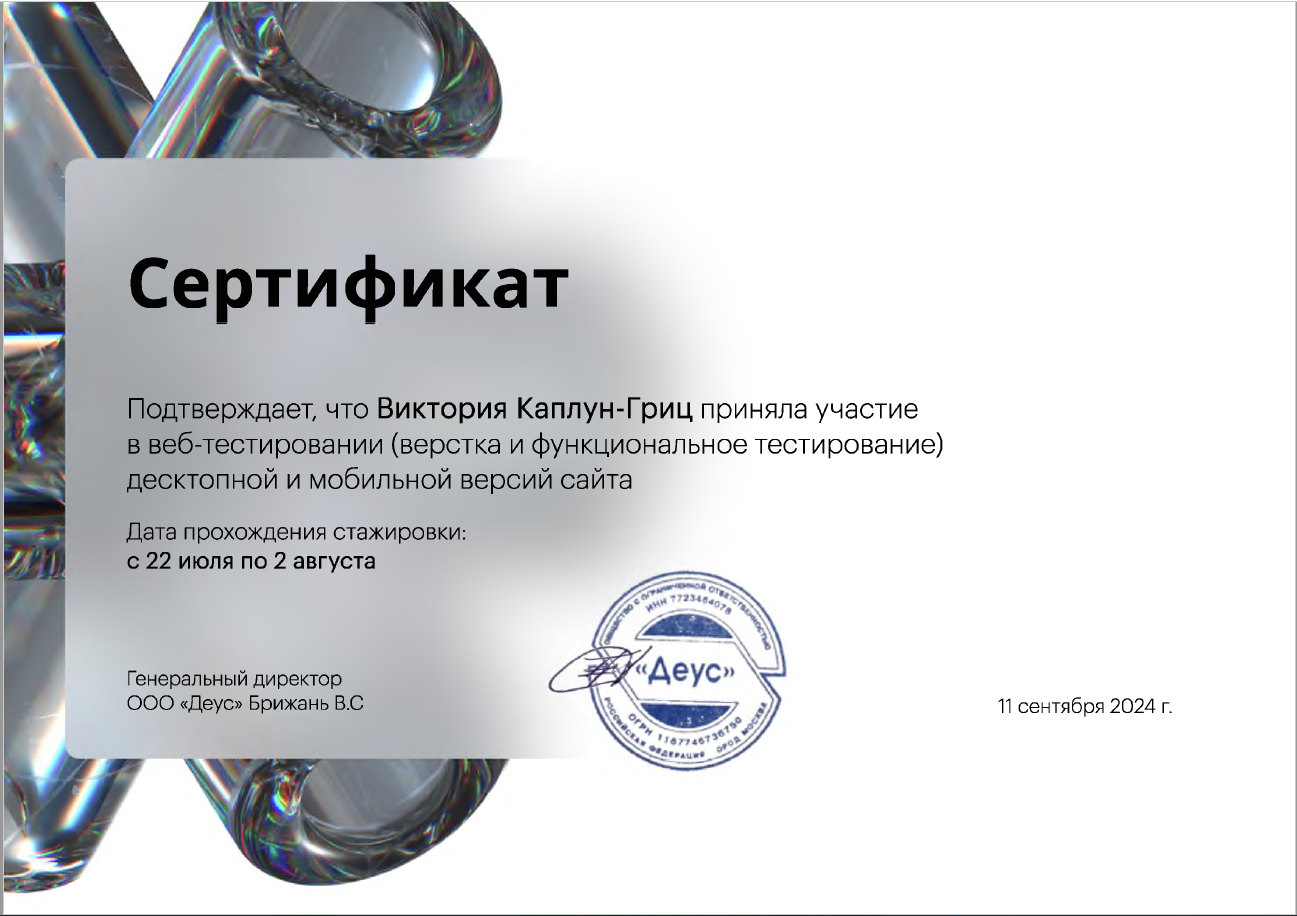 Сертификат
Подтверждает, что Виктория Каплун-Гриц приняла участие
в веб-тестировании (верстка и функциональное тестирование)
десктопной и мобильной версий сайта
Дата прохождения стажировки:
с 22 июля по 2 августа
Генеральный директор
ООО «Деус» Брижань В.С
ОБЩЕСТВО С ОГРАНИЧЕННОЙ ОТВЕТСТВЕННОСТЬЮ
ИНН 7723464078
«Деус»
ОГРН 1167746736750
РОССИЙСКАЯ ФЕДЕРАЦИЯ ОРОД МОСКВА
11 сентября 2024 г.